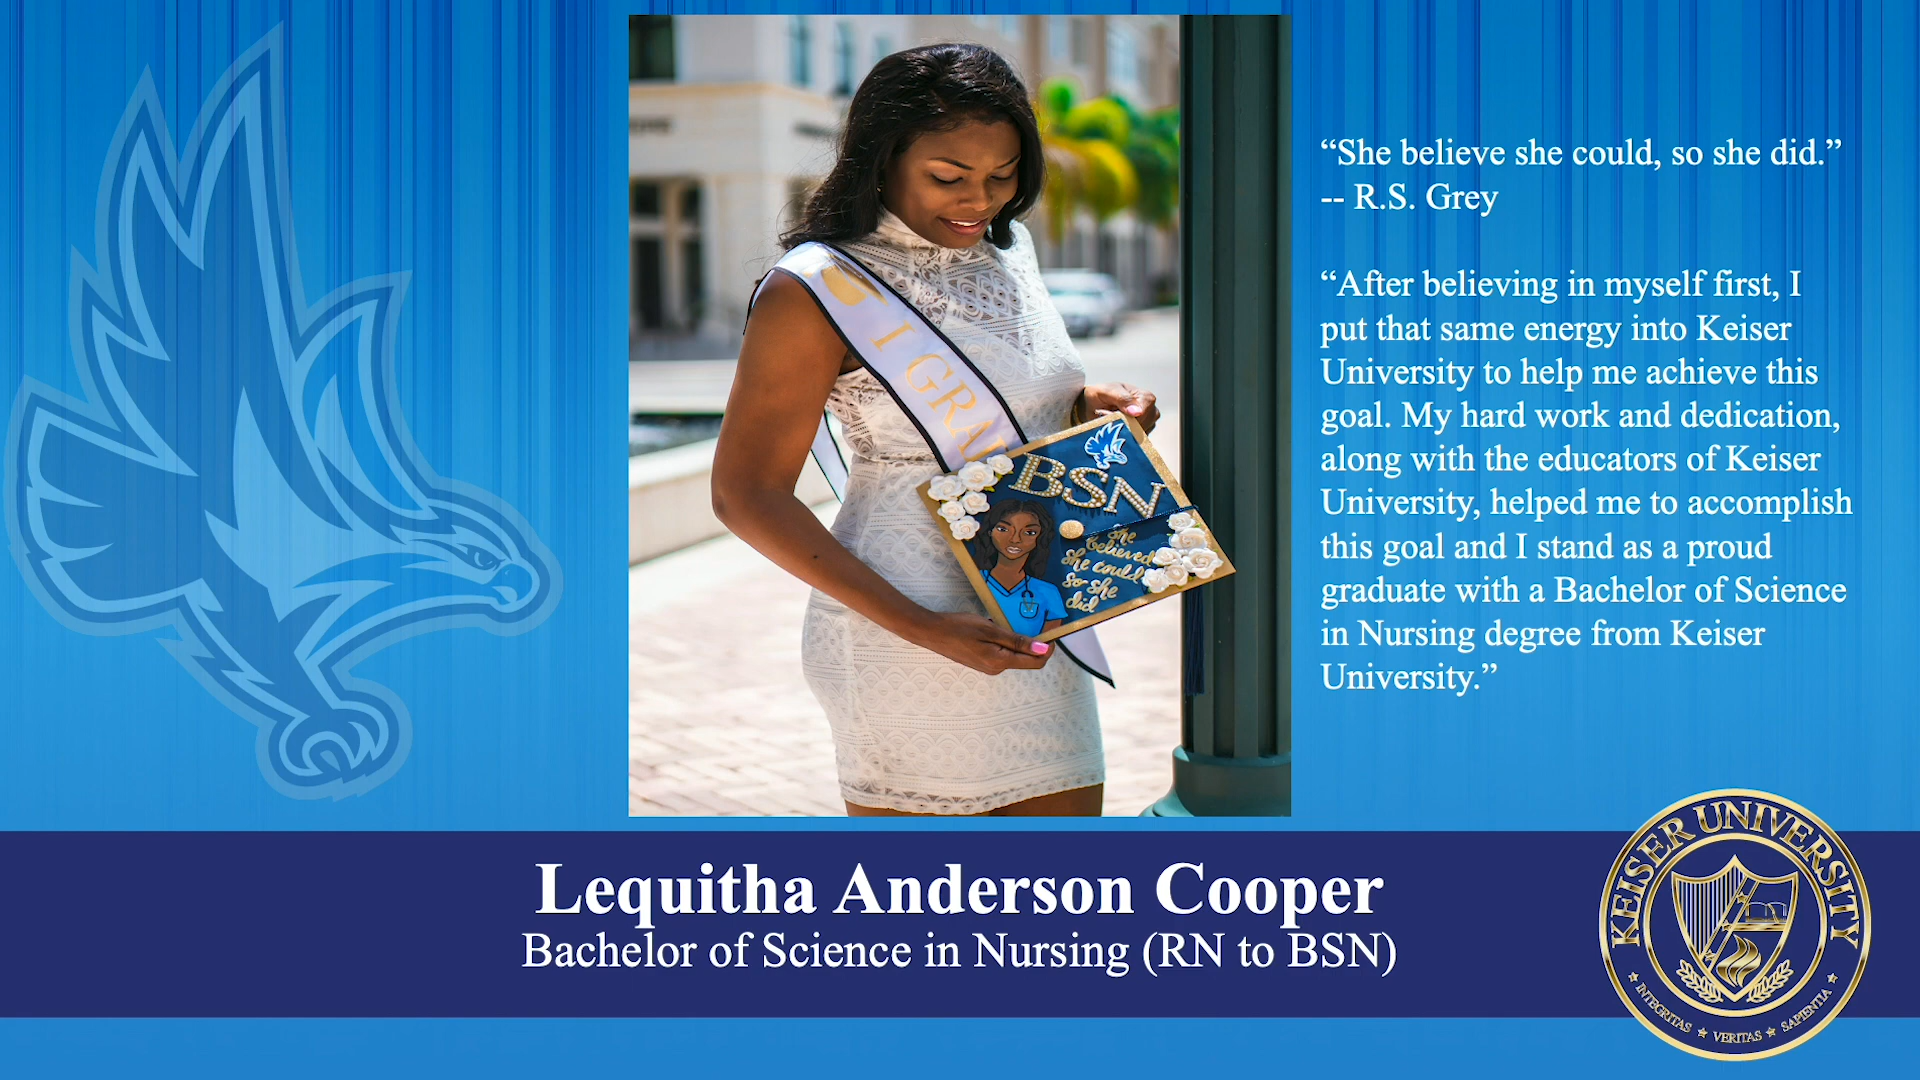 “She believe she could, so she did.”
-- R.S. Grey
“After believing in myself first, I
put that same energy into Keiser
University to help me achieve this
goal. My hard work and dedication,
along with the educators of Keiser
University, helped me to accomplish
this goal and I stand as a proud
graduate with a Bachelor of Science
in Nursing degree from Keiser
University.”
I GRA
BSN
She
believed
she could
so she
did
Lequitha Anderson Cooper
Bachelor of Science in Nursing (RN to BSN)
KEISER UNIVERSITY
INTEGRITAS ★ VERITAS ★ SAPIENTIA